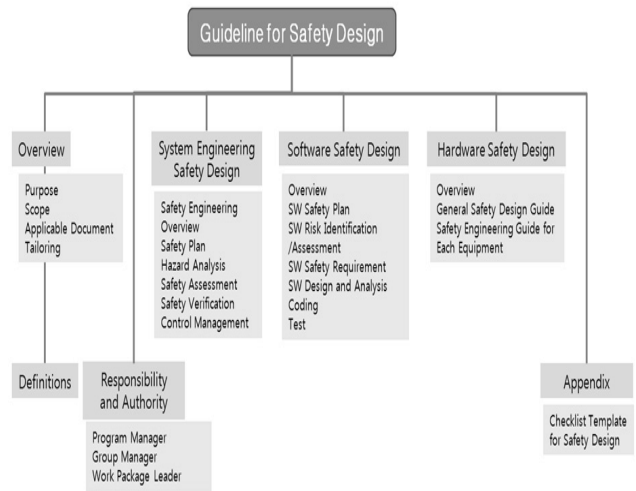 Guideline for Safety Design
Overview
Purpose
Scope
Applicable Document
Tailoring
System Engineering
Safety Design
Safety Engineering
Overview
Safety Plan
Hazard Analysis
Safety Assessment
Safety Verification
Control Management
Software Safety Design
Overview
SW Safety Plan
SW Risk Identification
/Assessment
SW Safety Requirement
SW Design and Analysis
Coding
Test
Hardware Safety Design
Overview
General Safety Design Guide
Safety Engineering Guide for
Each Equipment
Definitions
Responsibility
and Authority
Program Manager
Group Manager
Work Package Leader
Appendix
Checklist Template
for Safety Design